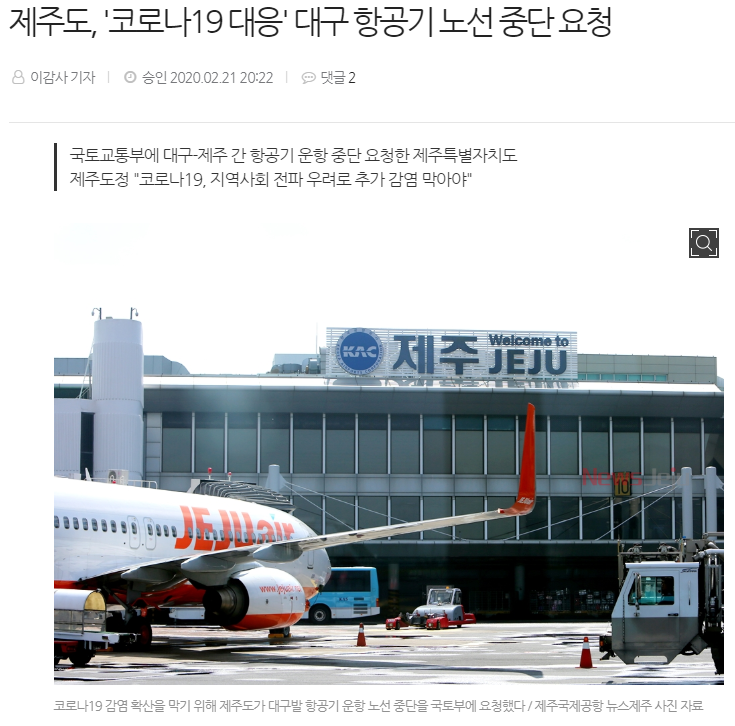 제주도, '코로나19 대응' 대구 항공기 노선 중단 요청
이감사 기자 | 승인 2020.02.21 20:22 | 댓글 2
국토교통부에 대구-제주 간 항공기 운항 중단 요청한 제주특별자치도
제주도정 "코로나19, 지역사회 전파 우려로 추가 감염 막아야"
KAC 제주 Welcome to
JEJU
10
JEJUair
www.jejuair.net
코로나19 감염 확산을 막기 위해 제주도가 대구발 항공기 운항 노선 중단을 국토부에 요청했다 / 제주국제공항 뉴스제주 사진 자료